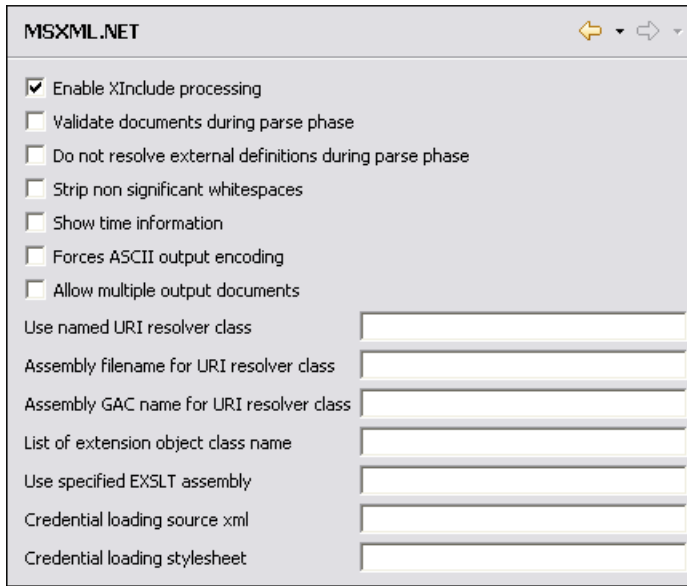 MSXML.NET
Enable XInclude processing
Validate documents during parse phase
Do not resolve external definitions during parse phase
Strip non significant whitespaces
Show time information
Forces ASCII output encoding
Allow multiple output documents
Use named URI resolver class
Assembly filename for URI resolver class
Assembly GAC name for URI resolver class
List of extension object class name
Use specified EXSLT assembly
Credential loading source xml
Credential loading stylesheet